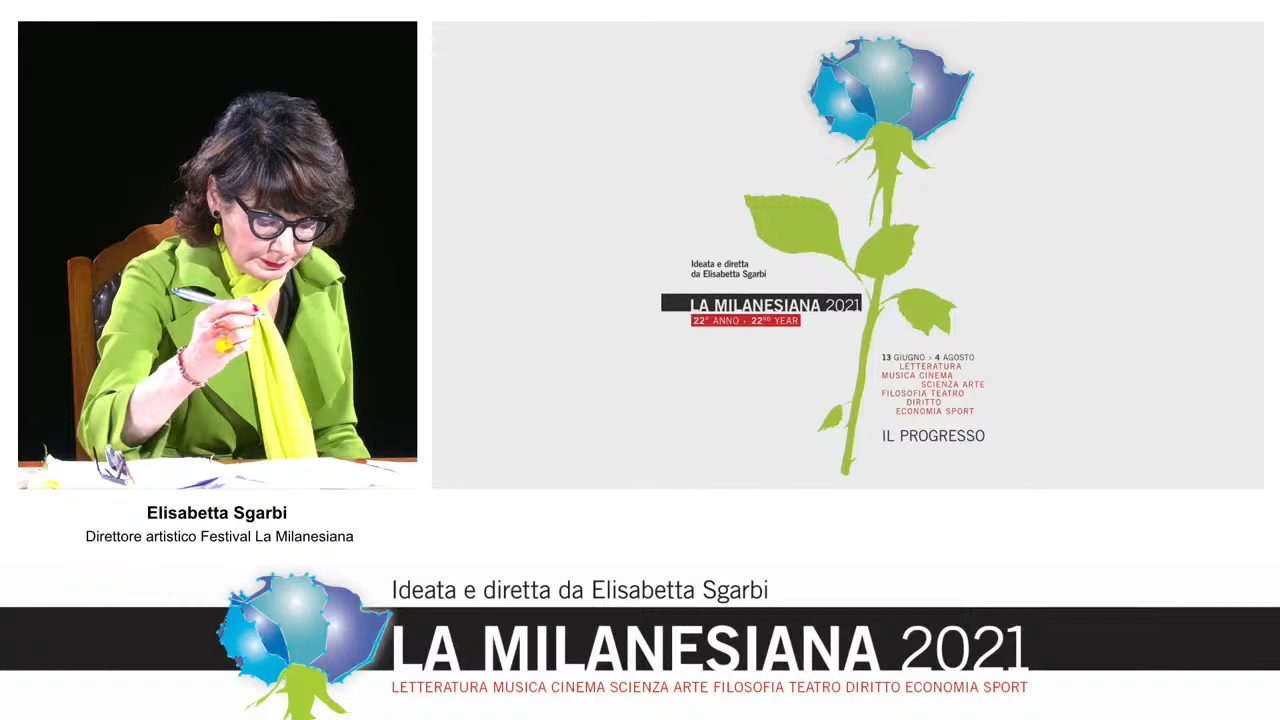 Elisabetta Sgarbi
Direttore artistico Festival La Milanesiana
Ideata e diretta
da Elisabetta Sgarbi
LA MILANESIANA 2021
22° ANNO › 22ND YEAR
13 GIUGNO › 4 AGOSTO
LETTERATURA
MUSICA CINEMA
SCIENZA ARTE
FILOSOFIA TEATRO
DIRITTO
ECONOMIA SPORT
IL PROGRESSO
Ideata e diretta da Elisabetta Sgarbi
LA MILANESIANA 2021
LETTERATURA MUSICA CINEMA SCIENZA ARTE FILOSOFIA TEATRO DIRITTO ECONOMIA SPORT